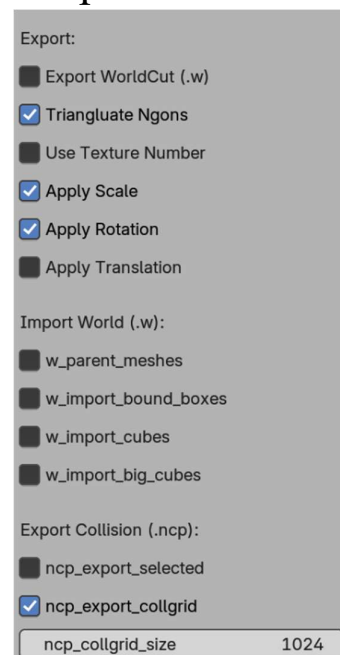 Export:
Export WorldCut (.w)
Triangluate Ngons
Use Texture Number
Apply Scale
Apply Rotation
Apply Translation
Import World (.w):
w_parent_meshes
w_import_bound_boxes
w_import_cubes
w_import_big_cubes
Export Collision (.ncp):
ncp_export_selected
ncp_export_collgrid
ncp_collgrid_size 1024